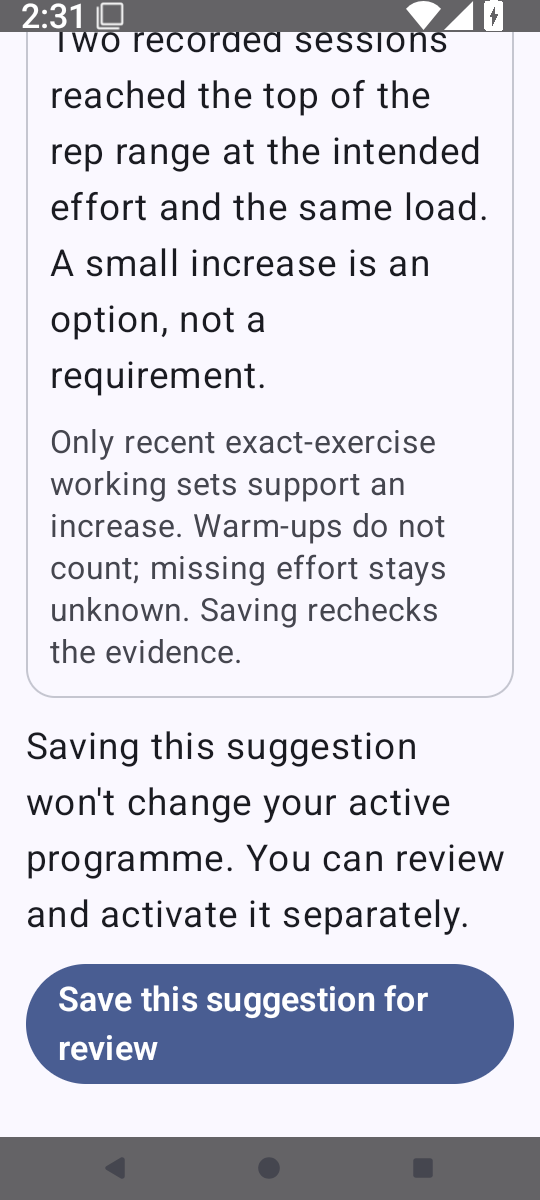 2:31
Two recorded sessions
reached the top of the
rep range at the intended
effort and the same load.
A small increase is an
option, not a
requirement.
Only recent exact-exercise
working sets support an
increase. Warm-ups do not
count; missing effort stays
unknown. Saving rechecks
the evidence.
Saving this suggestion
won't change your active
programme. You can review
and activate it separately.
Save this suggestion for
review